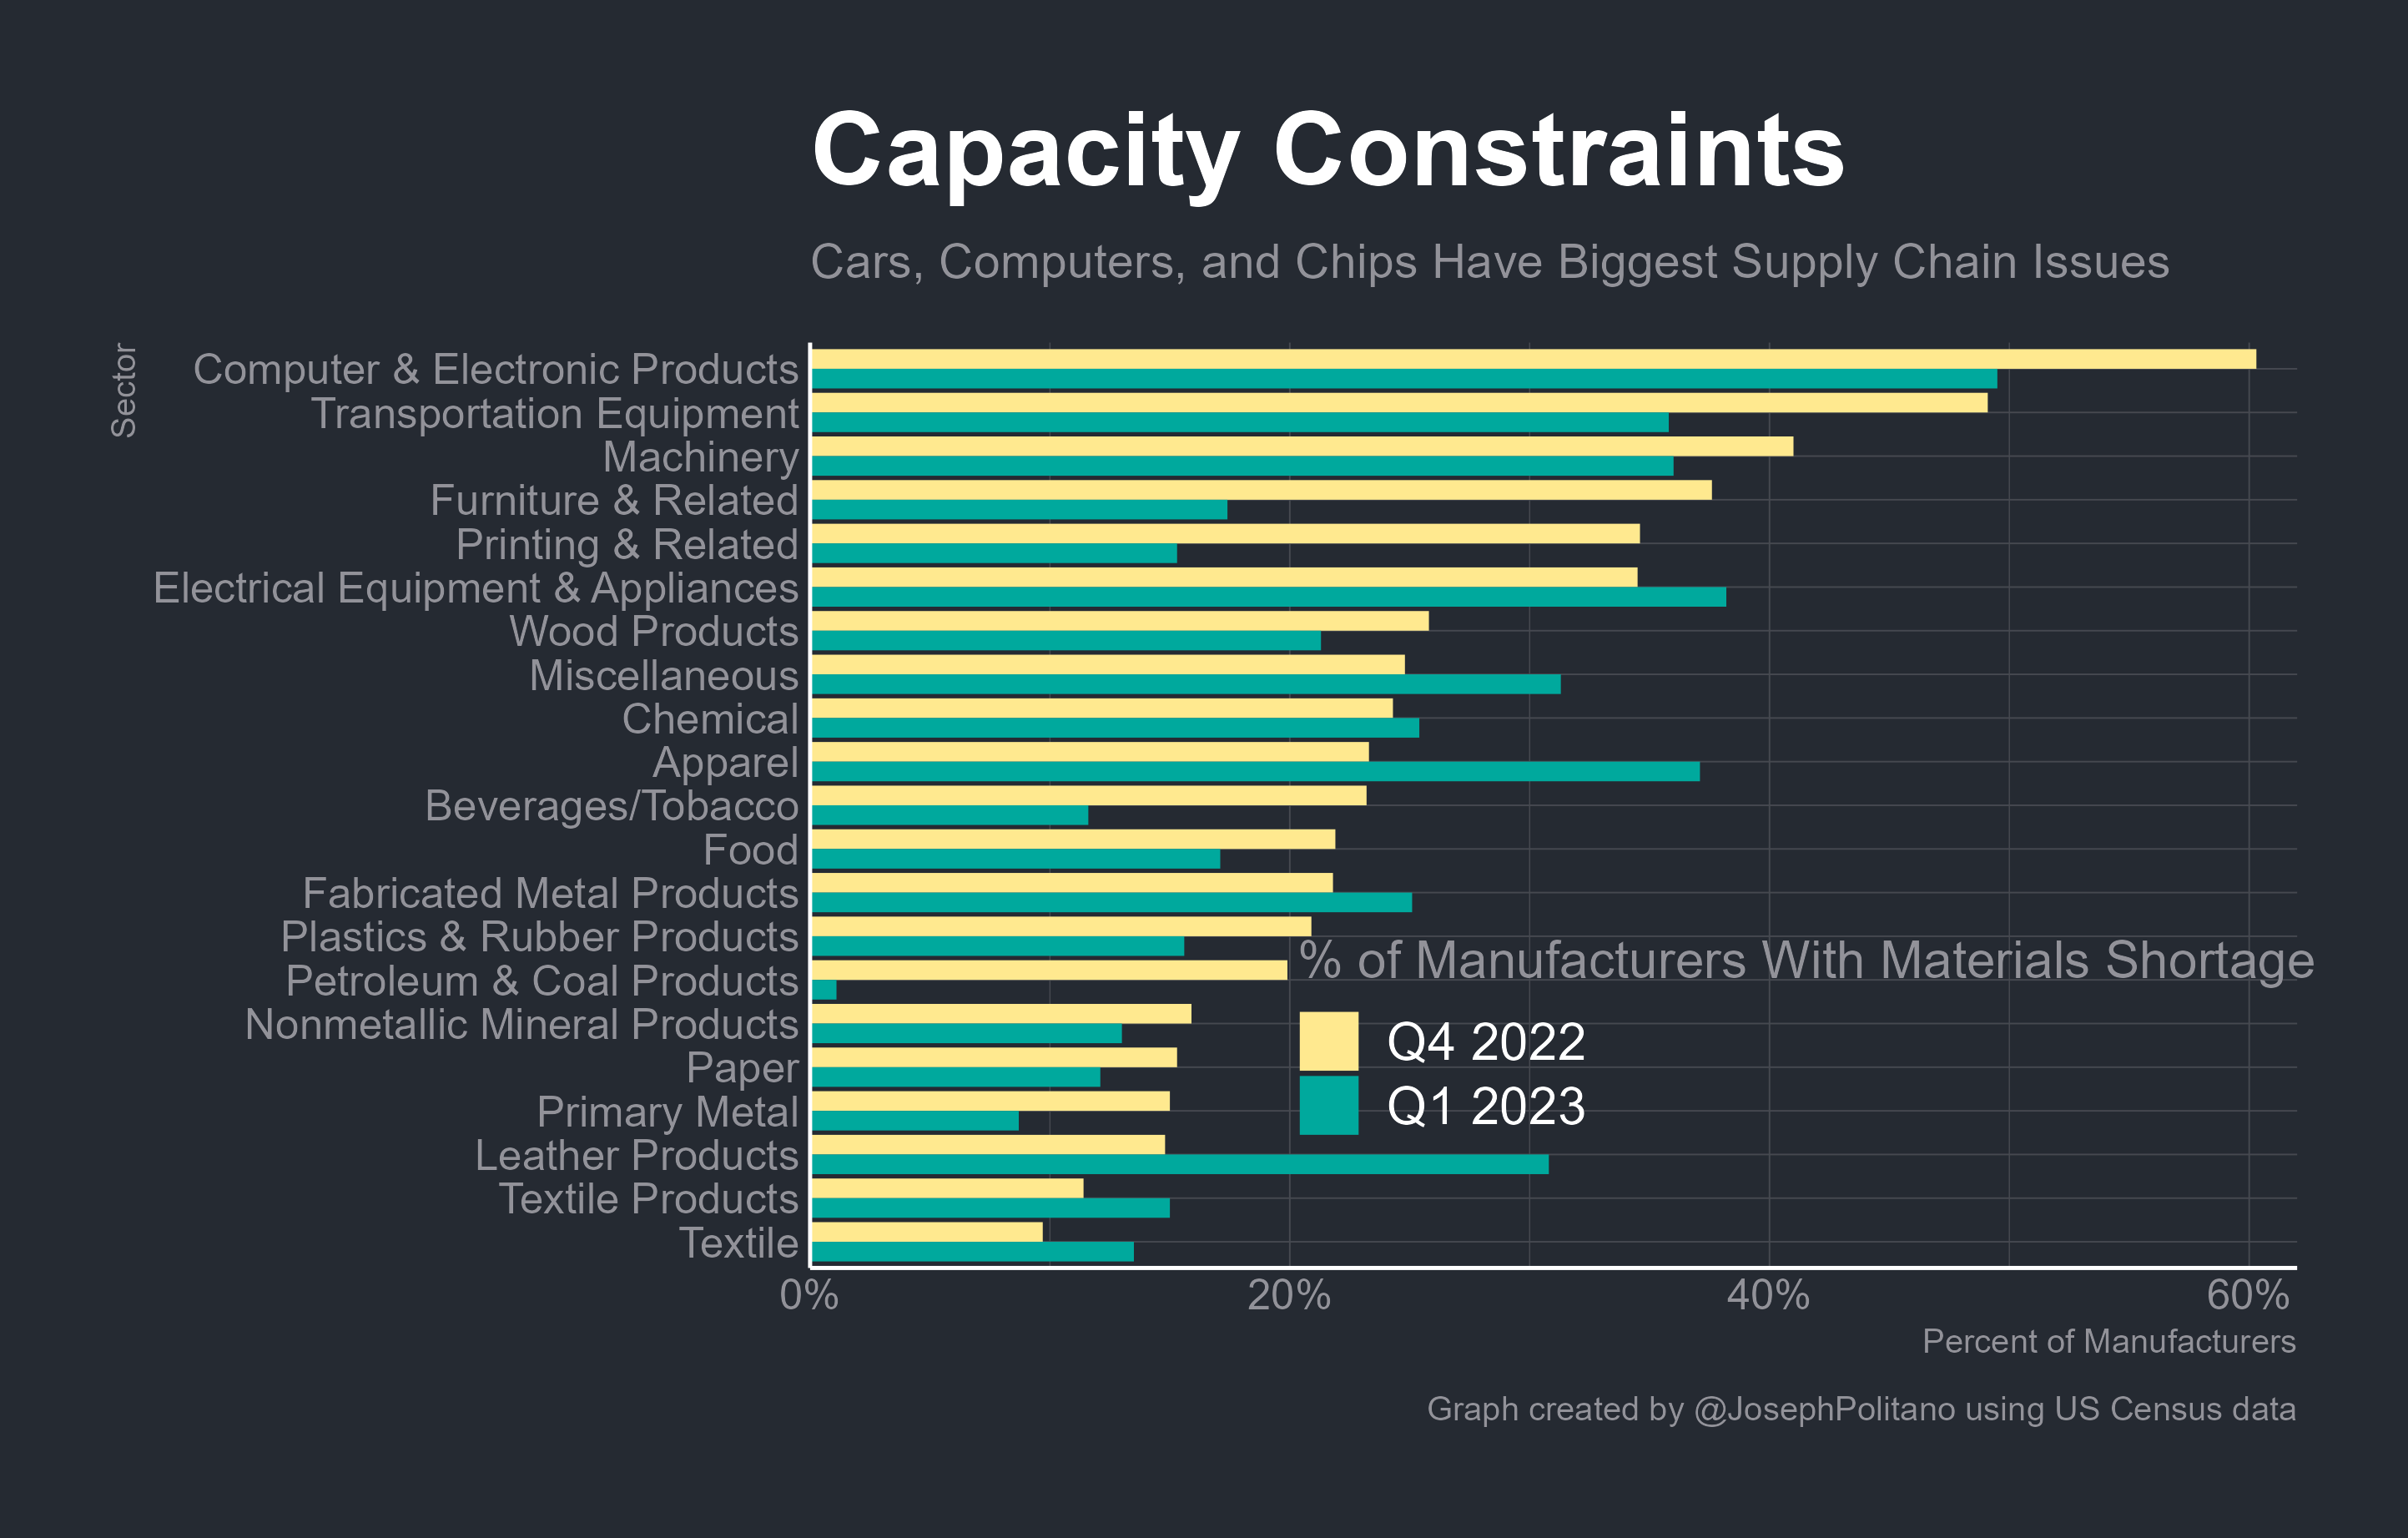 Capacity Constraints
Cars, Computers, and Chips Have Biggest Supply Chain Issues
Sector
Computer & Electronic Products
Transportation Equipment
Machinery
Furniture & Related
Printing & Related
Electrical Equipment & Appliances
Wood Products
Miscellaneous
Chemical
Apparel
Beverages/Tobacco
Food
Fabricated Metal Products
Plastics & Rubber Products
Petroleum & Coal Products
Nonmetallic Mineral Products
Paper
Primary Metal
Leather Products
Textile Products
Textile
% of Manufacturers With Materials Shortage
Q4 2022
Q1 2023
0% 20% 40% 60%
Percent of Manufacturers
Graph created by @JosephPolitano using US Census data